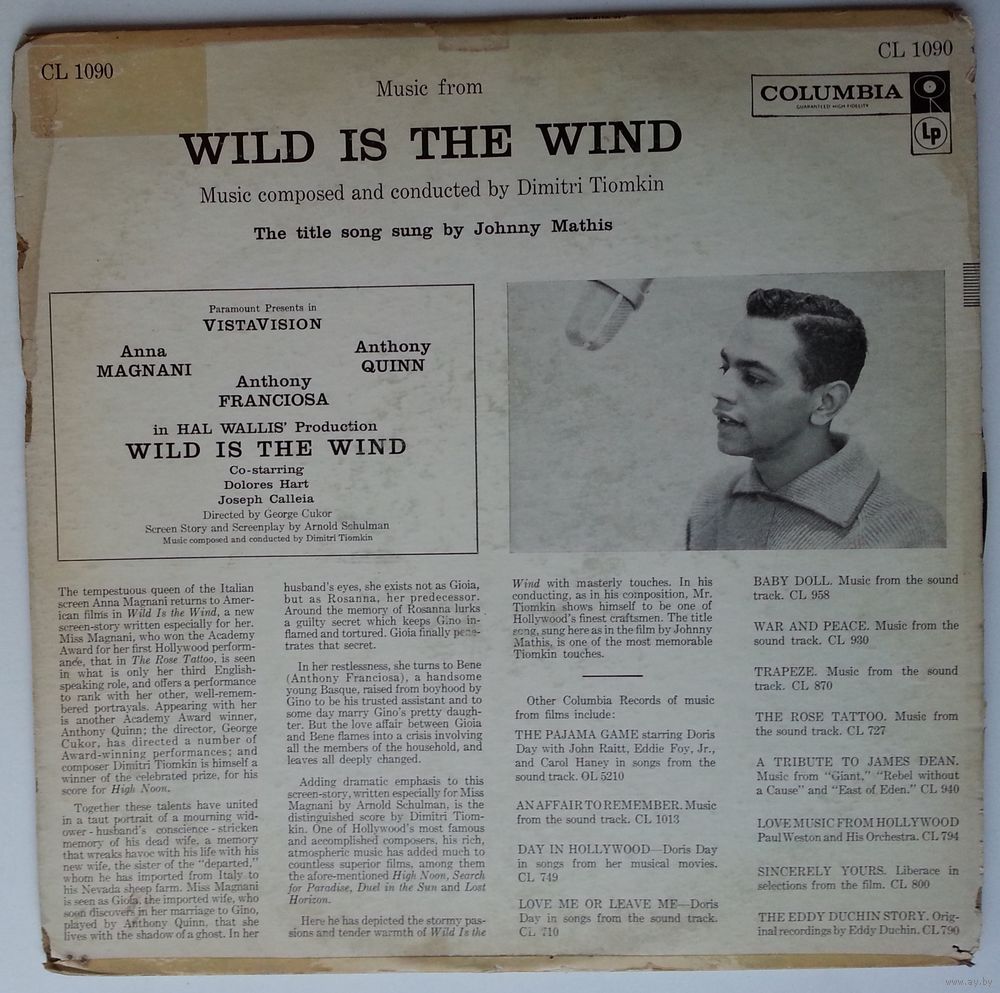 CL 1090
CL 1090
COLUMBIA
GUARANTEED HIGH FIDELITY
Lp
Music from
WILD IS THE WIND
Music composed and conducted by Dimitri Tiomkin
The title song sung by Johnny Mathis
Paramount Presents in
VISTAVISION
Anna
MAGNANI
Anthony
QUINN
Anthony
FRANCIOSA
in HAL WALLIS' Production
WILD IS THE WIND
Co-starring
Dolores Hart
Joseph Calleia
Directed by George Cukor
Screen Story and Screenplay by Arnold Schulman
Music composed and conducted by Dimitri Tiomkin
The tempestuous queen of the Italian
screen Anna Magnani returns to Amer-
ican films in Wild Is the Wind, a new
screen-story written especially for her.
Miss Magnani, who won the Academy
Award for her first Hollywood perform-
ance, that in The Rose Tattoo, is seen
in what is only her third English-
speaking role, and offers a performance
to rank with her other, well-remem-
bered portrayals. Appearing with her
is another Academy Award winner,
Anthony Quinn; the director, George
Cukor, has directed a number of
Award-winning performances; and
composer Dimitri Tiomkin is himself a
winner of the celebrated prize, for his
score for High Noon.
Together these talents have united
in a taut portrait of a mourning wid-
ower-husband's conscience-stricken
memory of his dead wife, a memory
that wreaks havoc with his life with his
new wife, the sister of the "departed,"
whom he has imported from Italy to
his Nevada sheep farm. Miss Magnani
is seen as Gioia, the imported wife, who
soon discovers in her marriage to Gino,
played by Anthony Quinn, that she
lives with the shadow of a ghost. In her
husband's eyes, she exists not as Gioia,
but as Rosanna, her predecessor.
Around the memory of Rosanna lurks
a guilty secret which keeps Gino in-
flamed and tortured. Gioia finally pene-
trates that secret.
In her restlessness, she turns to Bene
(Anthony Franciosa), a handsome
young Basque, raised from boyhood by
Gino to be his trusted assistant and to
some day marry Gino's pretty daugh-
ter. But the love affair between Gioia
and Bene flames into a crisis involving
all the members of the household, and
leaves all deeply changed.
Adding dramatic emphasis to this
screen-story, written especially for Miss
Magnani by Arnold Schulman, is the
distinguished score by Dimitri Tiom-
kin. One of Hollywood's most famous
and accomplished composers, his rich,
atmospheric music has added much to
countless superior films, among them
the afore-mentioned High Noon, Search
for Paradise, Duel in the Sun and Lost
Horizon.
Here he has depicted the stormy pas-
sions and tender warmth of Wild Is the
Wind with masterly touches. In his
conducting, as in his composition, Mr.
Tiomkin shows himself to be one of
Hollywood's finest craftsmen. The title
song, sung here as in the film by Johnny
Mathis, is one of the most memorable
Tiomkin touches.
Other Columbia Records of music
from films include:
THE PAJAMA GAME starring Doris
Day with John Raitt, Eddie Foy, Jr.,
and Carol Haney in songs from the
sound track. OL 5210
AN AFFAIR TO REMEMBER. Music
from the sound track. CL 1013
DAY IN HOLLYWOOD—Doris Day
in songs from her musical movies.
CL 749
LOVE ME OR LEAVE ME—Doris
Day in songs from the sound track.
CL 710
BABY DOLL. Music from the sound
track. CL 958
WAR AND PEACE. Music from the
sound track. CL 930
TRAPEZE. Music from the sound
track. CL 870
THE ROSE TATTOO. Music from
the sound track. CL 727
A TRIBUTE TO JAMES DEAN.
Music from "Giant," "Rebel without
a Cause" and "East of Eden." CL 940
LOVE MUSIC FROM HOLLYWOOD
Paul Weston and His Orchestra. CL 794
SINCERELY YOURS. Liberace in
selections from the film. CL 800
THE EDDY DUCHIN STORY. Orig-
inal recordings by Eddy Duchin. CL 790
www.ay.by